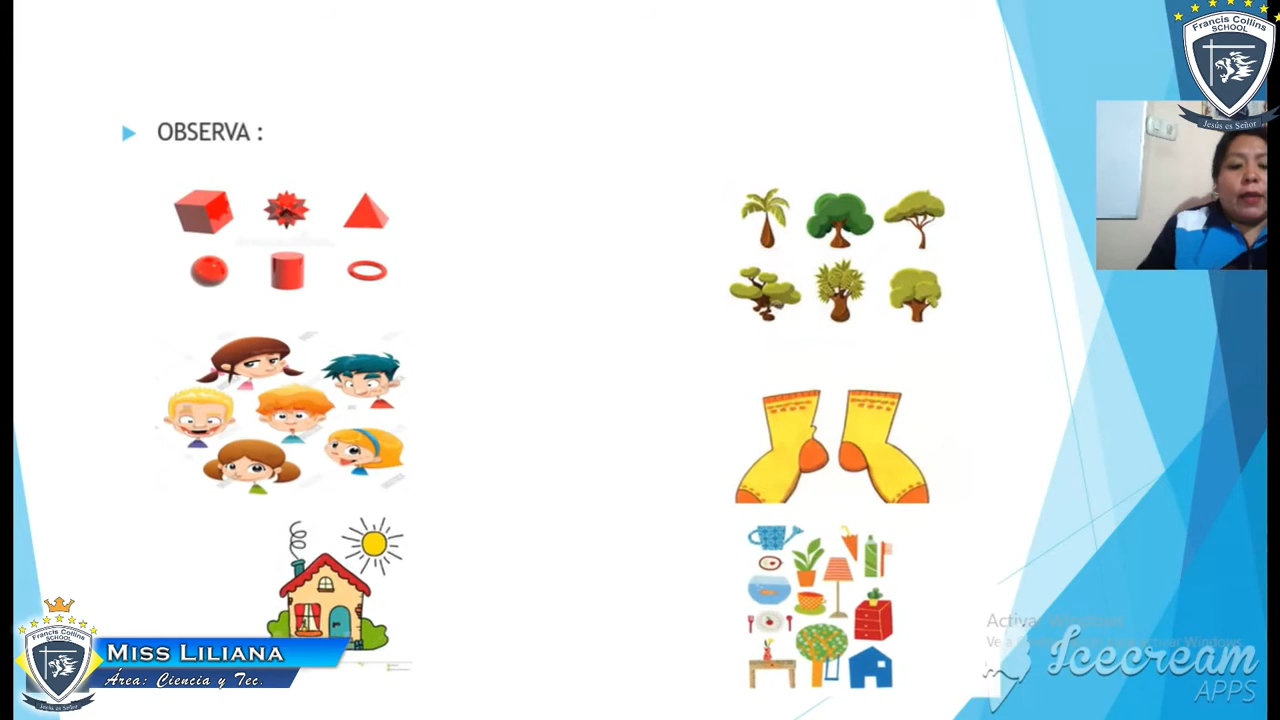 OBSERVA :
Francis Collins
SCHOOL
Jesús es Señor
Francis Collins
SCHOOL
Jesús es Señor
MISS LILIANA
Área: Ciencia y Tec.
Activar Windows
Icecream
APPS